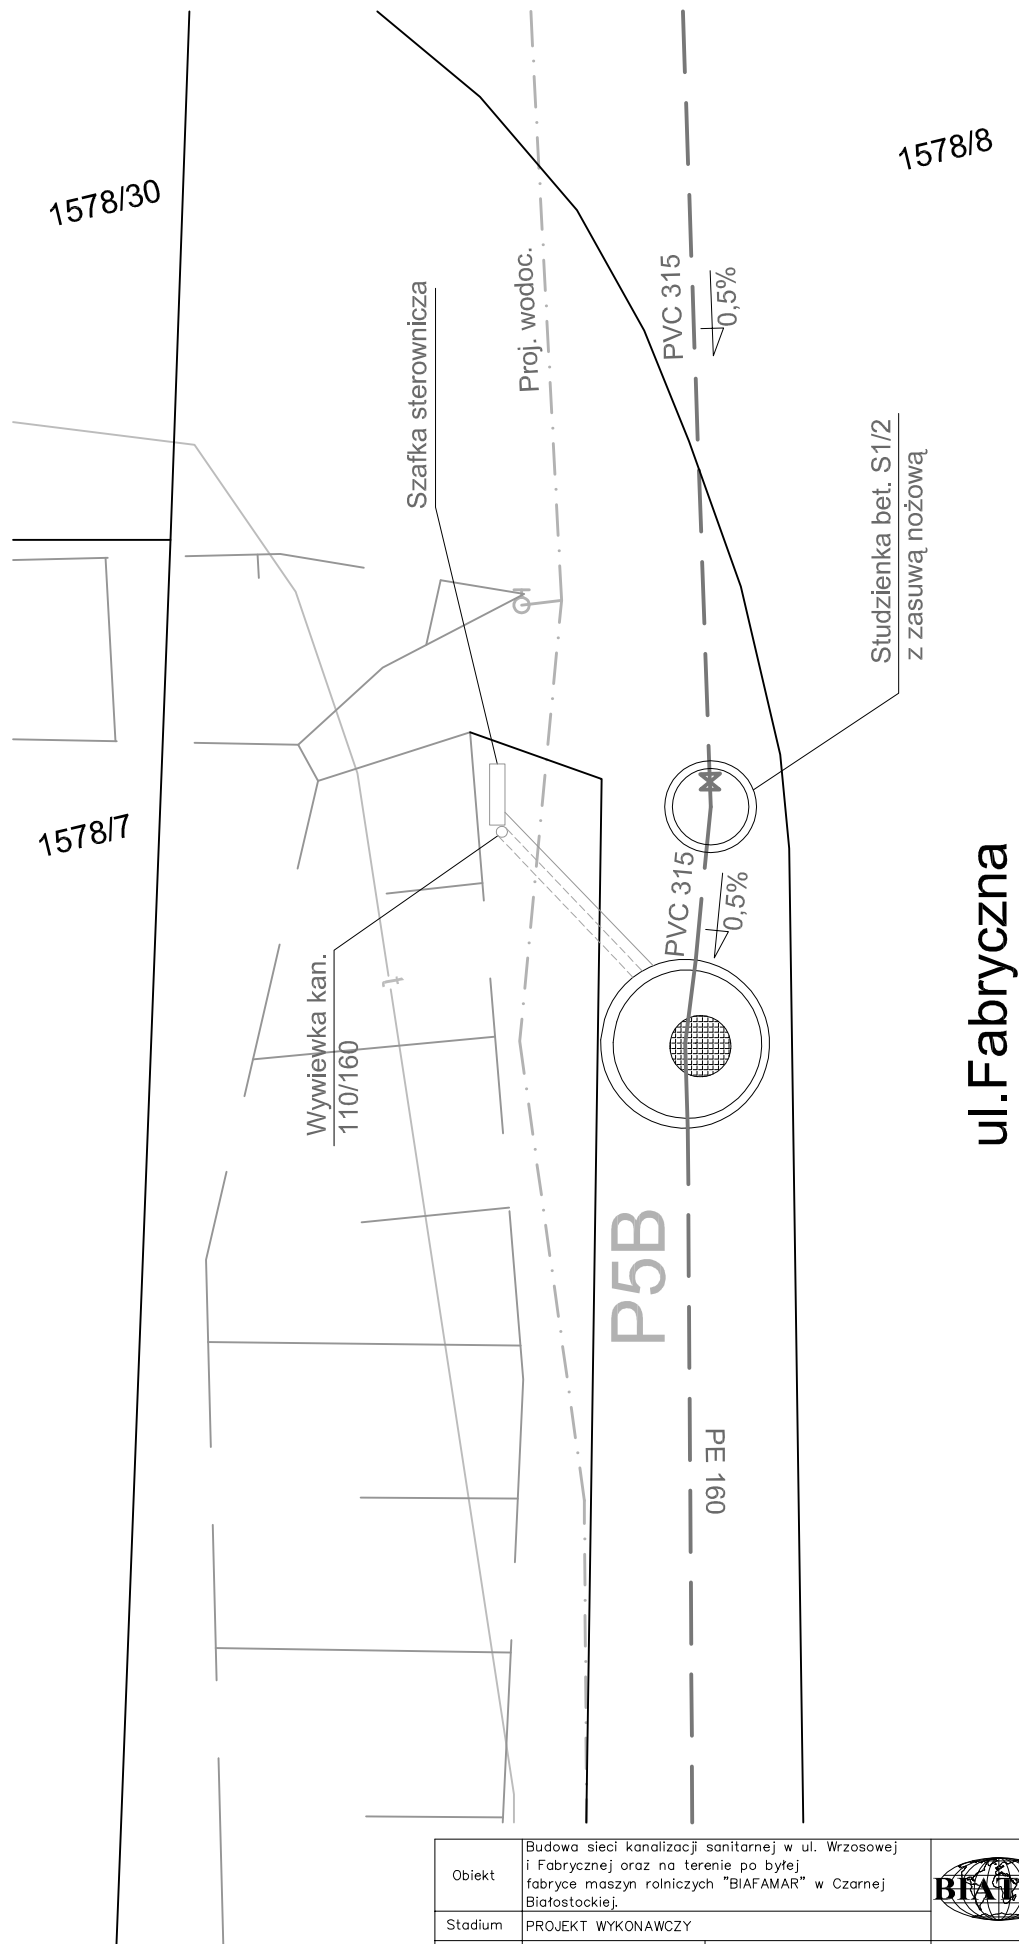 1578/30
1578/8
Szafka sterownicza
Proj. wodoc.
PVC 315
0,5%
Studzienka bet. S1/2
z zasuwą nożową
1578/7
PVC 315
0,5%
Wywiewka kan.
110/160
t
ul.Fabryczna
P5B
PE 160
Obiekt
Budowa sieci kanalizacji sanitarnej w ul. Wrzosowej
i Fabrycznej oraz na terenie po byłej
fabryce maszyn rolniczych "BIAFAMAR" w Czarnej
Białostockiej.
Stadium
PROJEKT WYKONAWCZY